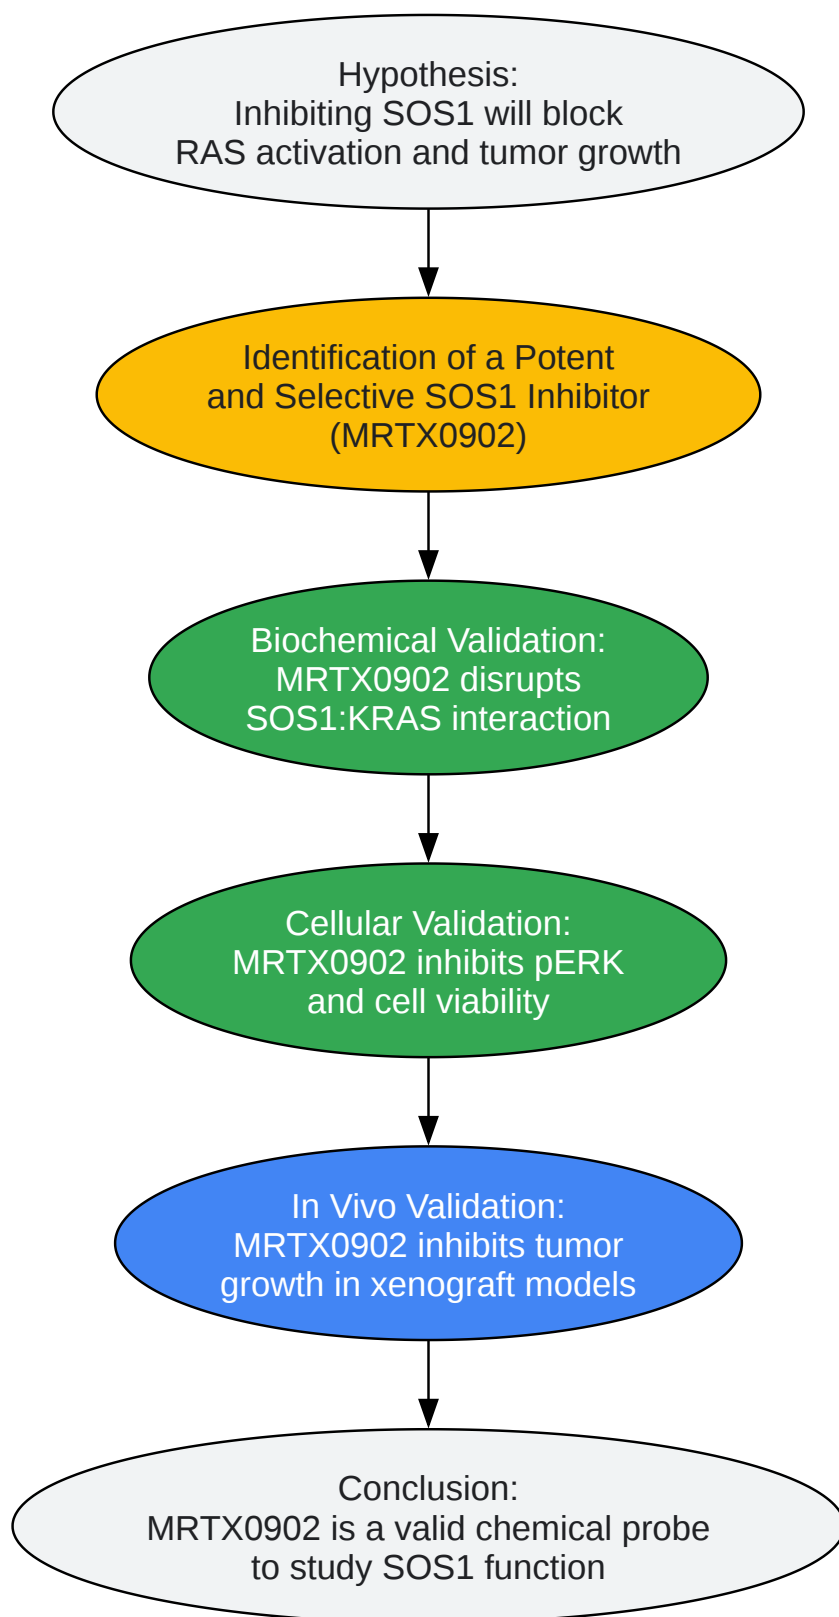 Hypothesis:
Inhibiting SOS1 will block
RAS activation and tumor growth
Identification of a Potent
and Selective SOS1 Inhibitor
(MRTX0902)
Biochemical Validation:
MRTX0902 disrupts
SOS1:KRAS interaction
Cellular Validation:
MRTX0902 inhibits pERK
and cell viability
In Vivo Validation:
MRTX0902 inhibits tumor
growth in xenograft models
Conclusion:
MRTX0902 is a valid chemical probe
to study SOS1 function